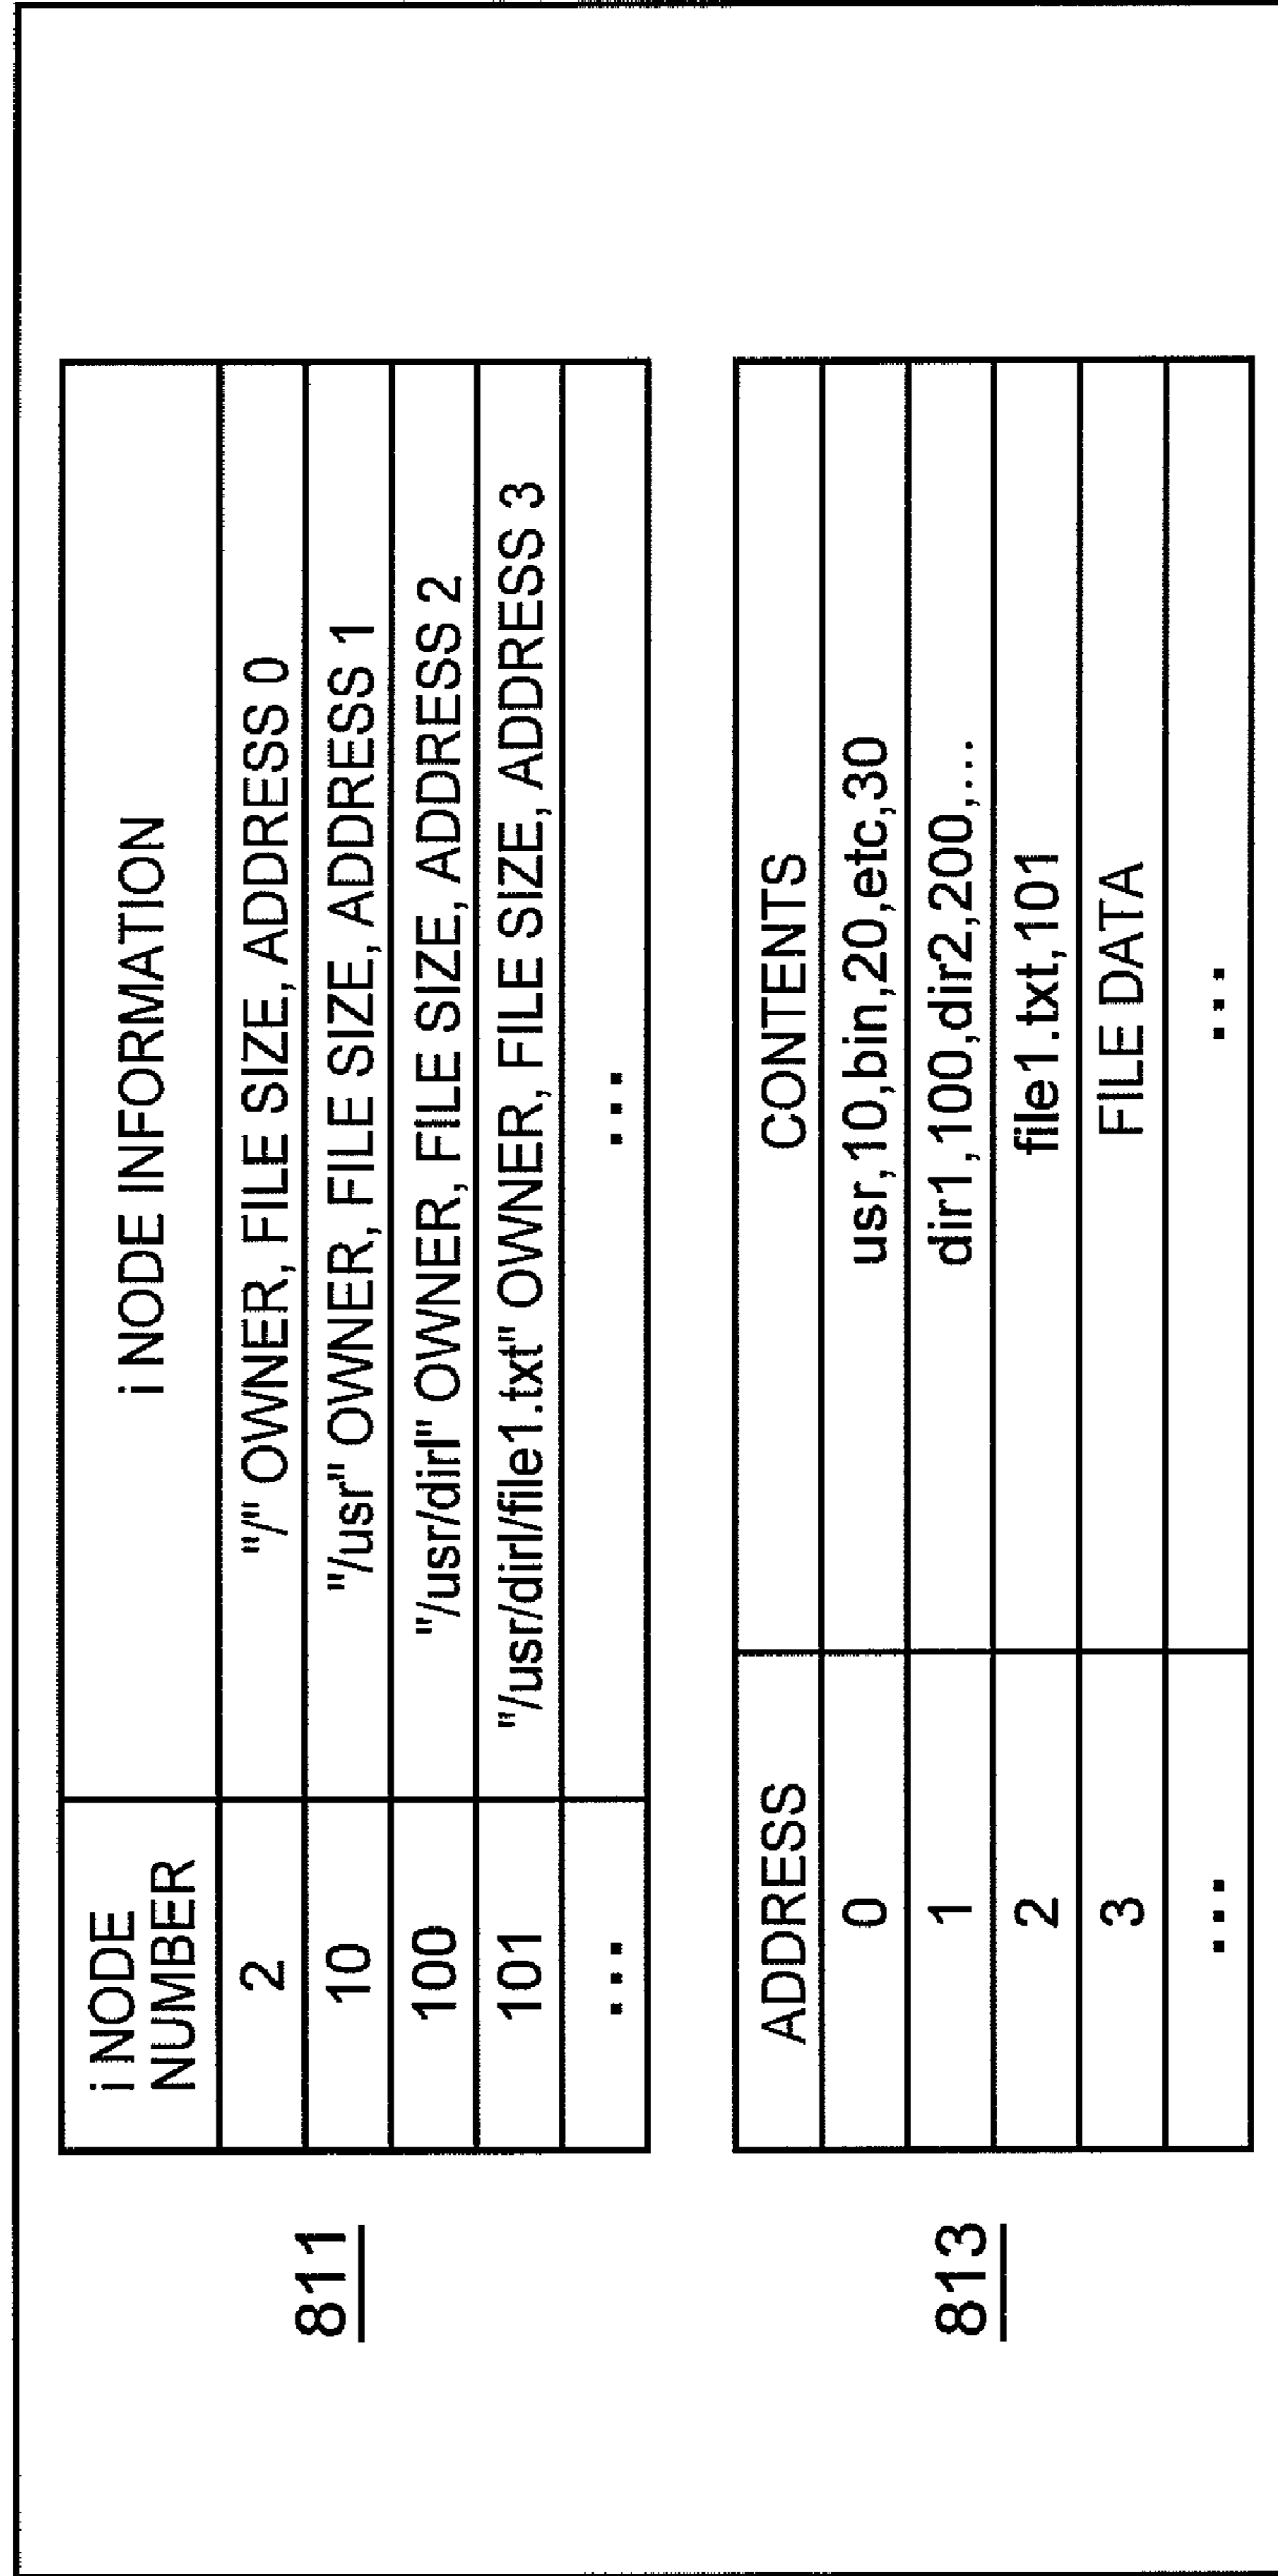 811
i NODE NUMBER i NODE INFORMATION
2 "/" OWNER, FILE SIZE, ADDRESS 0
10 "/usr" OWNER, FILE SIZE, ADDRESS 1
100 "/usr/dirl" OWNER, FILE SIZE, ADDRESS 2
101 "/usr/dirl/file1.txt" OWNER, FILE SIZE, ADDRESS 3
... ...
813
ADDRESS CONTENTS
0 usr,10,bin,20,etc,30
1 dir1,100,dir2,200,...
2 file1.txt,101
3 FILE DATA
... ...